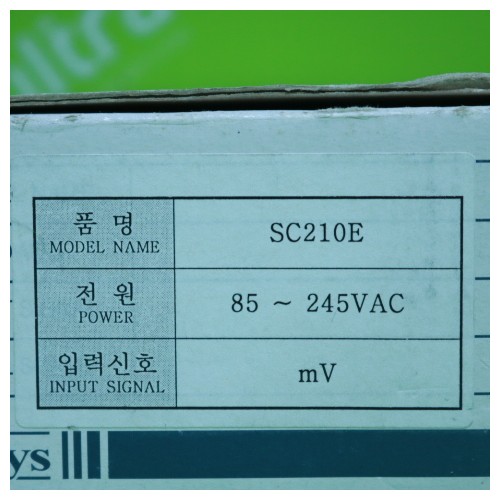 품 명
MODEL NAME
SC210E
전 원
POWER
85 ~ 245VAC
입력신호
INPUT SIGNAL
mV